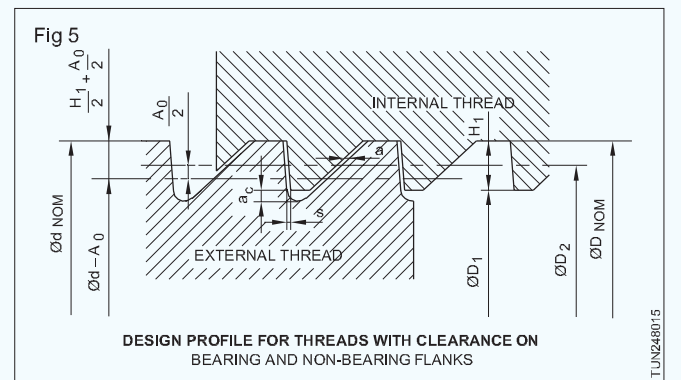 Fig 5
H1/2 + A0/2
A0/2
INTERNAL THREAD
H1
a
ac
s
Ød NOM
Ød – A0
EXTERNAL THREAD
ØD1
ØD2
ØD NOM
DESIGN PROFILE FOR THREADS WITH CLEARANCE ON
BEARING AND NON-BEARING FLANKS
TUN248015